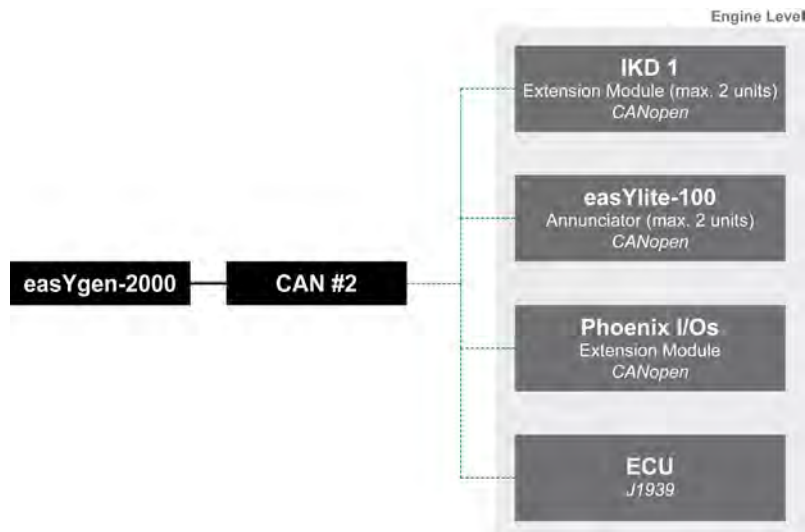 Engine Level
IKD 1
Extension Module (max. 2 units)
CANopen
easYlite-100
Annunciator (max. 2 units)
CANopen
easYgen-2000
CAN #2
Phoenix I/Os
Extension Module
CANopen
ECU
J1939